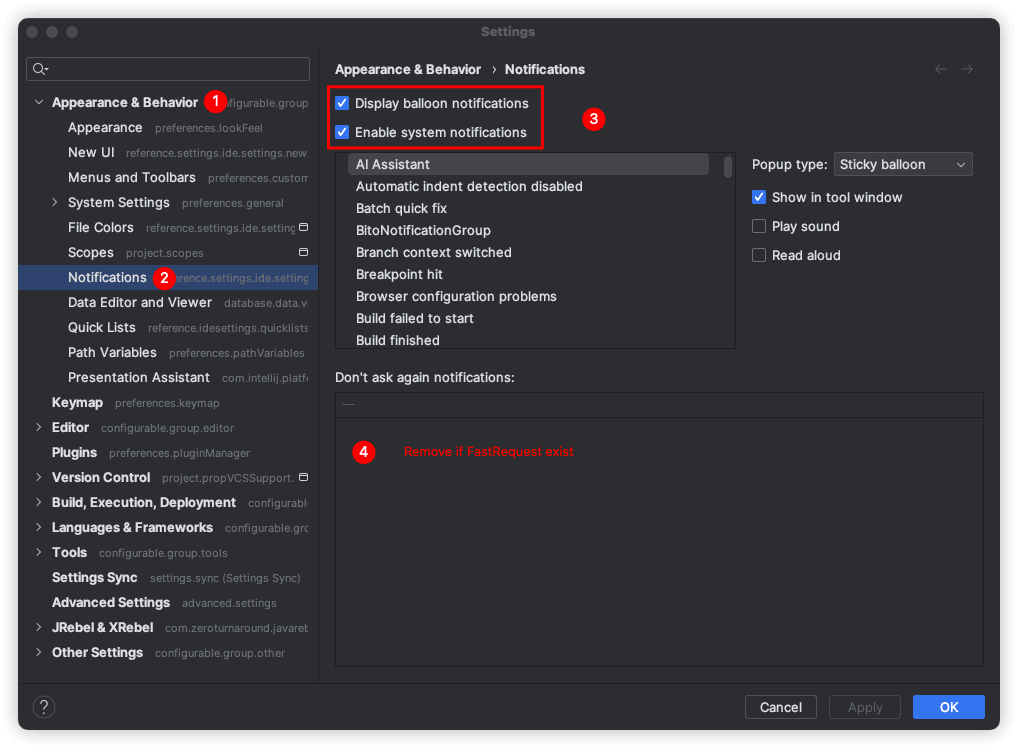 Settings
Appearance & Behavior 1 figurable.group
Appearance preferences.lookFeel
New UI reference.settings.ide.settings.new
Menus and Toolbars preferences.custom
System Settings preferences.general
File Colors reference.settings.ide.setting
Scopes project.scopes
Notifications 2 erence.settings.ide.setting
Data Editor and Viewer database.data.v
Quick Lists reference.idesettings.quicklists
Path Variables preferences.pathVariables
Presentation Assistant com.intellij.platf
Keymap preferences.keymap
Editor configurable.group.editor
Plugins preferences.pluginManager
Version Control project.propVCSSupport.
Build, Execution, Deployment configurabl
Languages & Frameworks configurable.gro
Tools configurable.group.tools
Settings Sync settings.sync (Settings Sync)
Advanced Settings advanced.settings
JRebel & XRebel com.zeroturnaround.javareb
Other Settings configurable.group.other
Appearance & Behavior › Notifications
Display balloon notifications
Enable system notifications
3
AI Assistant
Automatic indent detection disabled
Batch quick fix
BitoNotificationGroup
Branch context switched
Breakpoint hit
Browser configuration problems
Build failed to start
Build finished
Popup type: Sticky balloon
Show in tool window
Play sound
Read aloud
Don't ask again notifications:
4 Remove if FastRequest exist
?
Cancel
Apply
OK